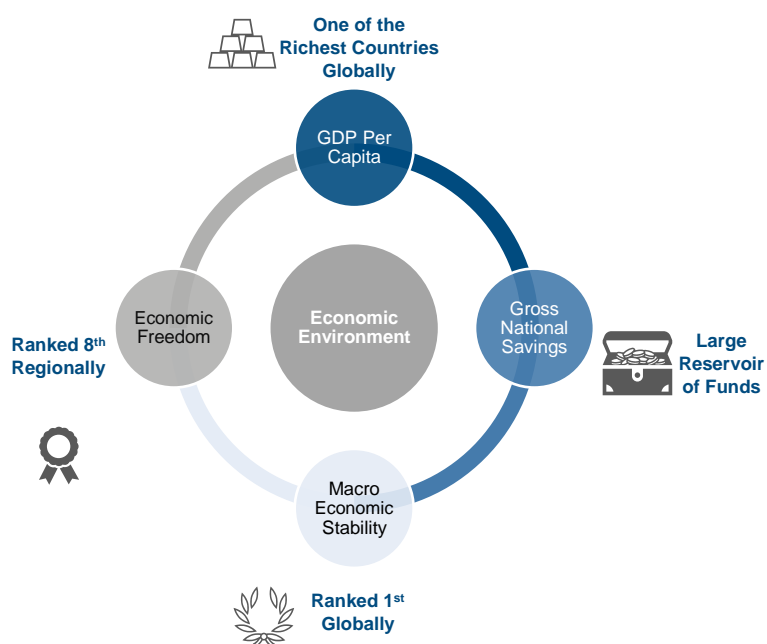 One of the
Richest Countries
Globally
GDP Per
Capita
Economic
Freedom
Economic
Environment
Gross
National
Savings
Ranked 8th
Regionally
Large
Reservoir
of Funds
Macro
Economic
Stability
Ranked 1st
Globally